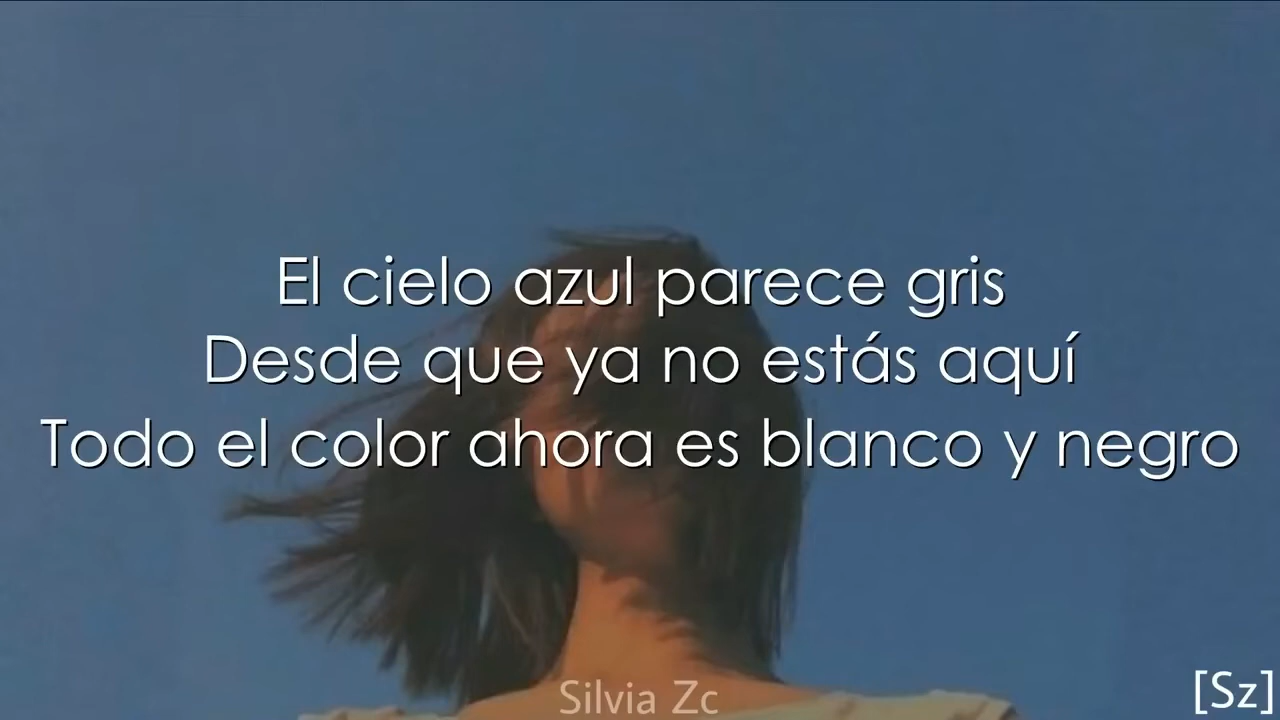 El cielo azul parece gris
Desde que ya no estás aquí
Todo el color ahora es blanco y negro
Silvia Zc
[Sz]